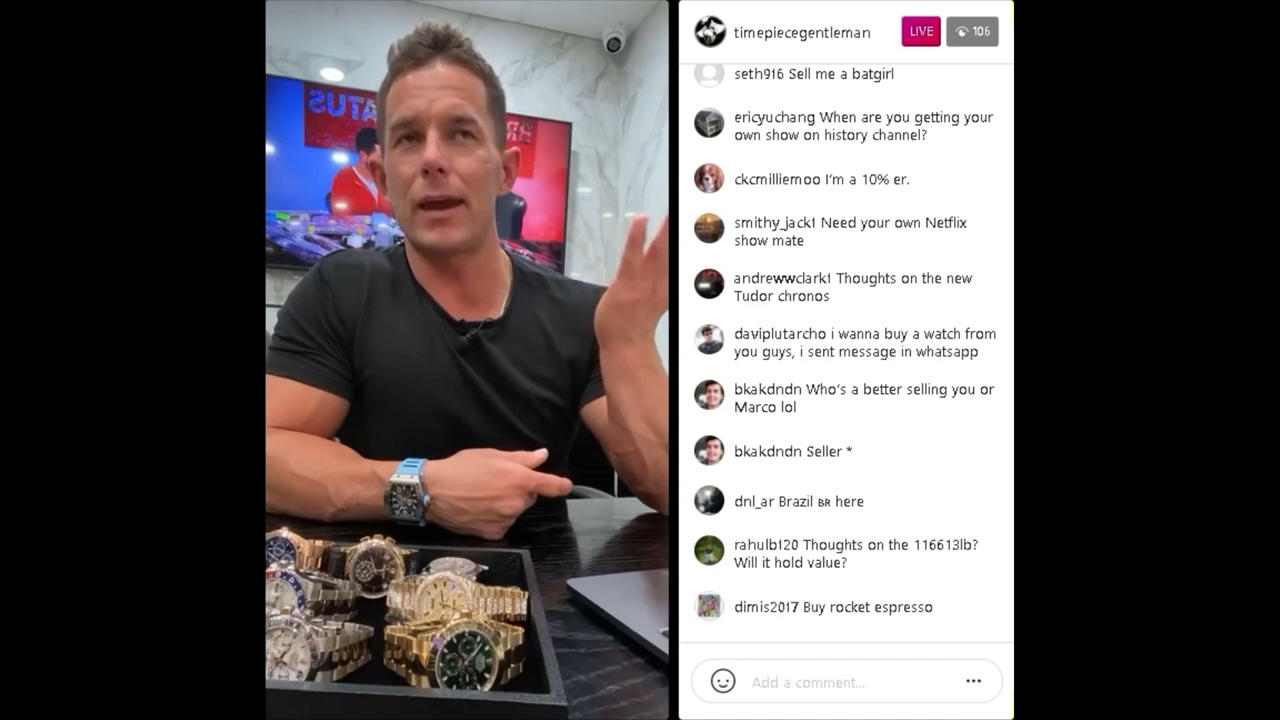 SUTATS
timepiecegentleman
LIVE
106
seth916 Sell me a batgirl
ericyuchang When are you getting your
own show on history channel?
ckcmilliemoo I'm a 10% er.
smithy_jack1 Need your own Netflix
show mate
andrewwclark1 Thoughts on the new
Tudor chronos
daviplutarcho i wanna buy a watch from
you guys, i sent message in whatsapp
bkakdndn Who's a better selling you or
Marco lol
bkakdndn Seller *
dnl_ar Brazil BR here
rahulb120 Thoughts on the 116613lb?
Will it hold value?
dimis2017 Buy rocket espresso
Add a comment...